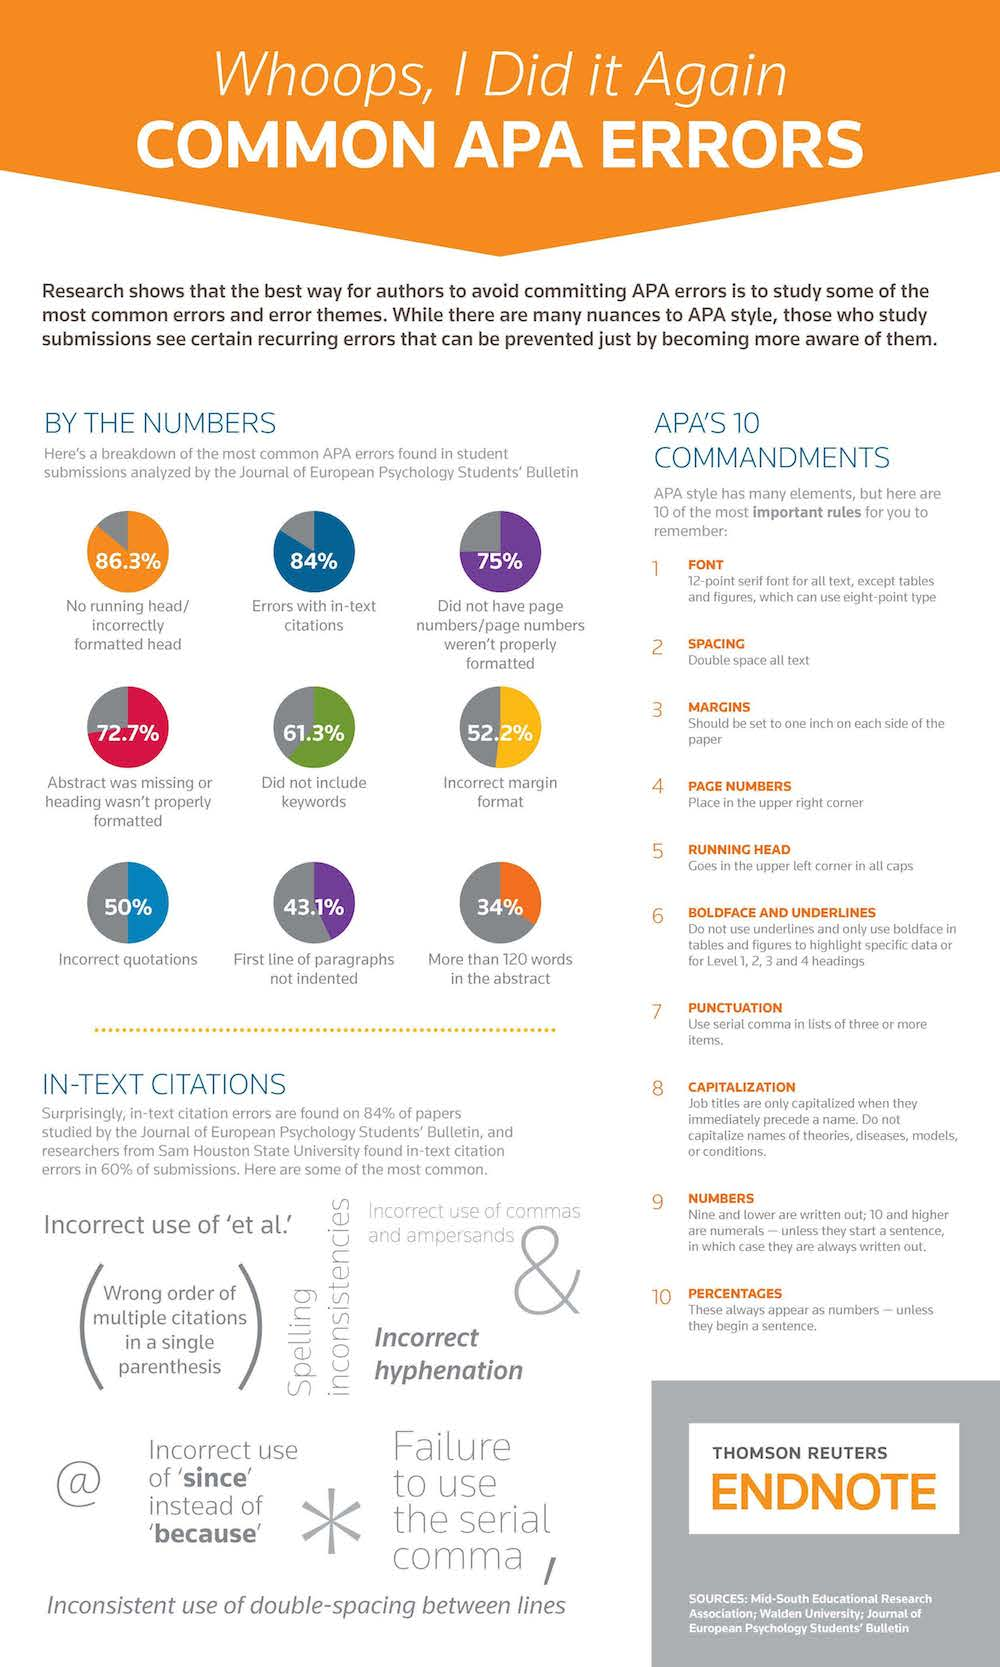 Whoops, I Did it Again
COMMON APA ERRORS
Research shows that the best way for authors to avoid committing APA errors is to study some of the
most common errors and error themes. While there are many nuances to APA style, those who study
submissions see certain recurring errors that can be prevented just by becoming more aware of them.
BY THE NUMBERS
Here's a breakdown of the most common APA errors found in student
submissions analyzed by the Journal of European Psychology Students' Bulletin
86.3%
No running head/
incorrectly
formatted head
84%
Errors with in-text
citations
75%
Did not have page
numbers/page numbers
weren't properly
formatted
72.7%
Abstract was missing or
heading wasn't properly
formatted
61.3%
Did not include
keywords
52.2%
Incorrect margin
format
50%
Incorrect quotations
43.1%
First line of paragraphs
not indented
34%
More than 120 words
in the abstract
IN-TEXT CITATIONS
Surprisingly, in-text citation errors are found on 84% of papers
studied by the Journal of European Psychology Students' Bulletin, and
researchers from Sam Houston State University found in-text citation
errors in 60% of submissions. Here are some of the most common.
Incorrect use of 'et al.'
(Wrong order of
multiple citations
in a single
parenthesis)
Spelling
inconsistencies
Incorrect use of commas
and ampersands
&
Incorrect
hyphenation
@
Incorrect use
of 'since'
instead of
'because'
*
Failure
to use
the serial
comma ,
Inconsistent use of double-spacing between lines
APA'S 10
COMMANDMENTS
APA style has many elements, but here are
10 of the most important rules for you to
remember:
1 FONT
12-point serif font for all text, except tables
and figures, which can use eight-point type
2 SPACING
Double space all text
3 MARGINS
Should be set to one inch on each side of the
paper
4 PAGE NUMBERS
Place in the upper right corner
5 RUNNING HEAD
Goes in the upper left corner in all caps
6 BOLDFACE AND UNDERLINES
Do not use underlines and only use boldface in
tables and figures to highlight specific data or
for Level 1, 2, 3 and 4 headings
7 PUNCTUATION
Use serial comma in lists of three or more
items.
8 CAPITALIZATION
Job titles are only capitalized when they
immediately precede a name. Do not
capitalize names of theories, diseases, models,
or conditions.
9 NUMBERS
Nine and lower are written out; 10 and higher
are numerals — unless they start a sentence,
in which case they are always written out.
10 PERCENTAGES
These always appear as numbers — unless
they begin a sentence.
THOMSON REUTERS
ENDNOTE
SOURCES: Mid-South Educational Research
Association; Walden University; Journal of
European Psychology Students' Bulletin